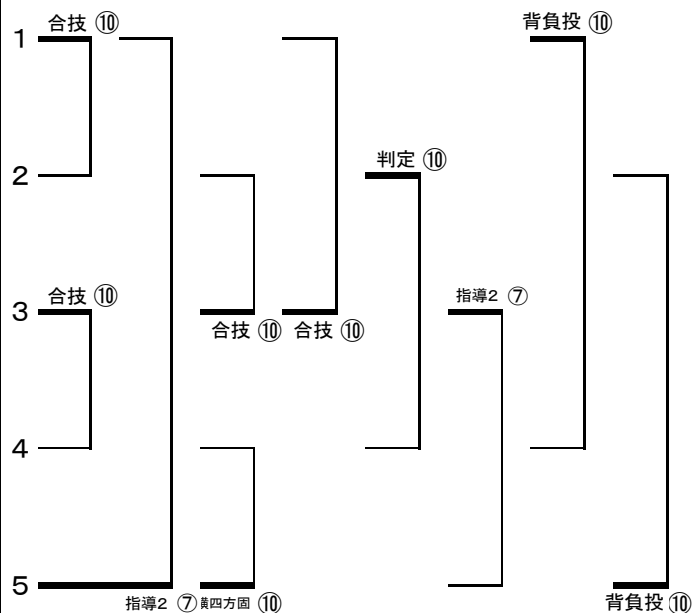 合技 ⑩
背負投 ⑩
1
判定 ⑩
2
合技 ⑩
指導2 ⑦
3
合技 ⑩
合技 ⑩
4
5
指導2 ⑦
四方固 ⑩
背負投 ⑩